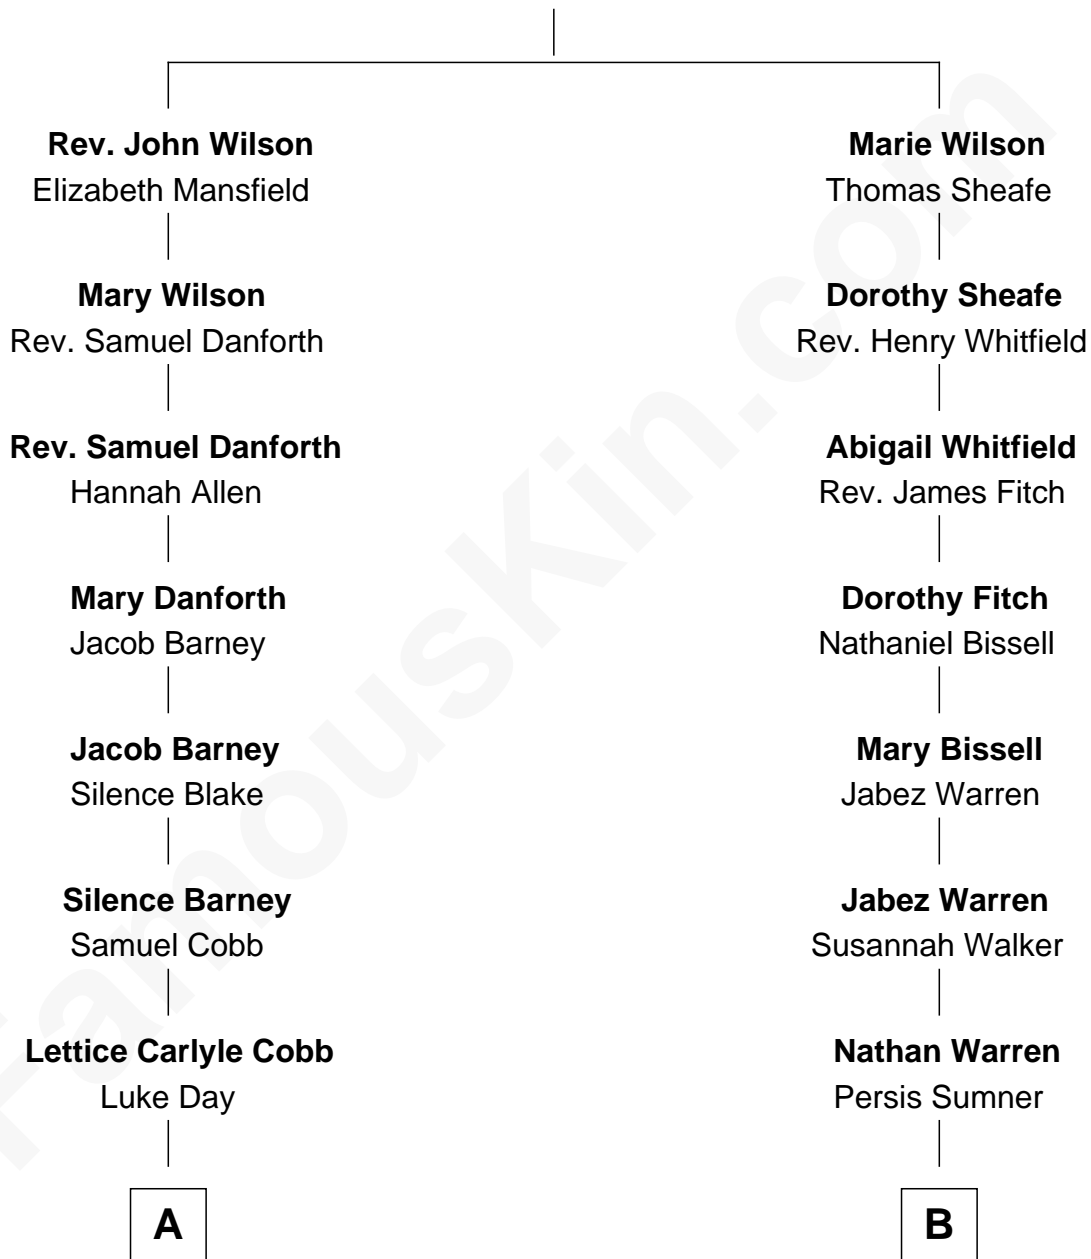 Rev. John Wilson
Elizabeth Mansfield
Mary Wilson
Rev. Samuel Danforth
Rev. Samuel Danforth
Hannah Allen
Mary Danforth
Jacob Barney
Jacob Barney
Silence Blake
Silence Barney
Samuel Cobb
Lettice Carlyle Cobb
Luke Day
A
Marie Wilson
Thomas Sheafe
Dorothy Sheafe
Rev. Henry Whitfield
Abigail Whitfield
Rev. James Fitch
Dorothy Fitch
Nathaniel Bissell
Mary Bissell
Jabez Warren
Jabez Warren
Susannah Walker
Nathan Warren
Persis Sumner
B
FamousKin.com